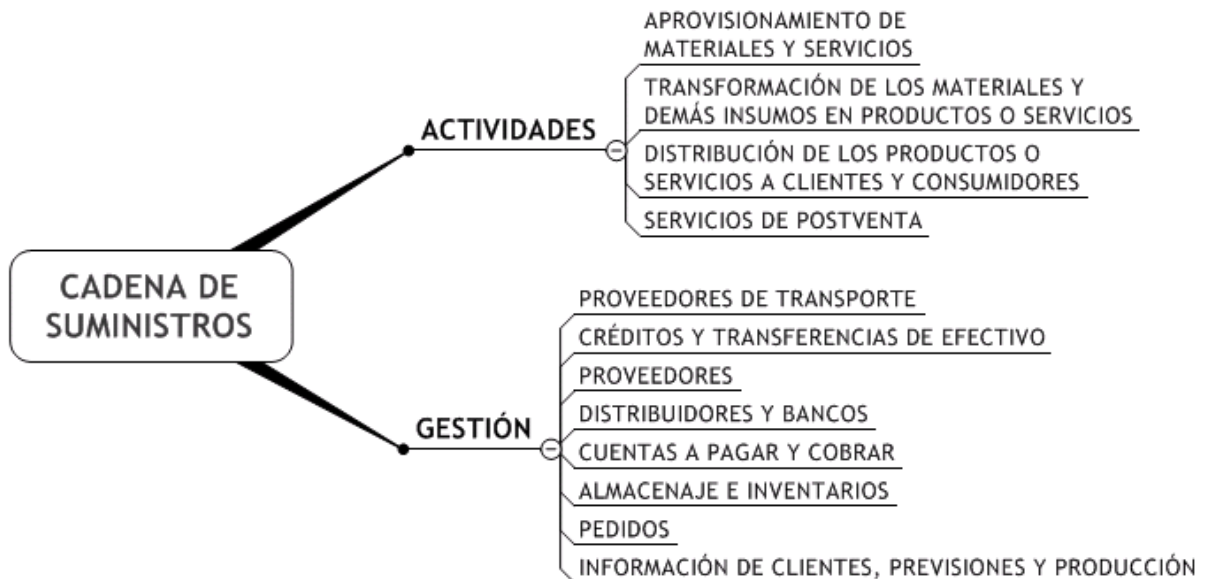 CADENA DE
SUMINISTROS
ACTIVIDADES
APROVISIONAMIENTO DE
MATERIALES Y SERVICIOS
TRANSFORMACIÓN DE LOS MATERIALES Y
DEMÁS INSUMOS EN PRODUCTOS O SERVICIOS
DISTRIBUCIÓN DE LOS PRODUCTOS O
SERVICIOS A CLIENTES Y CONSUMIDORES
SERVICIOS DE POSTVENTA
GESTIÓN
PROVEEDORES DE TRANSPORTE
CRÉDITOS Y TRANSFERENCIAS DE EFECTIVO
PROVEEDORES
DISTRIBUIDORES Y BANCOS
CUENTAS A PAGAR Y COBRAR
ALMACENAJE E INVENTARIOS
PEDIDOS
INFORMACIÓN DE CLIENTES, PREVISIONES Y PRODUCCIÓN